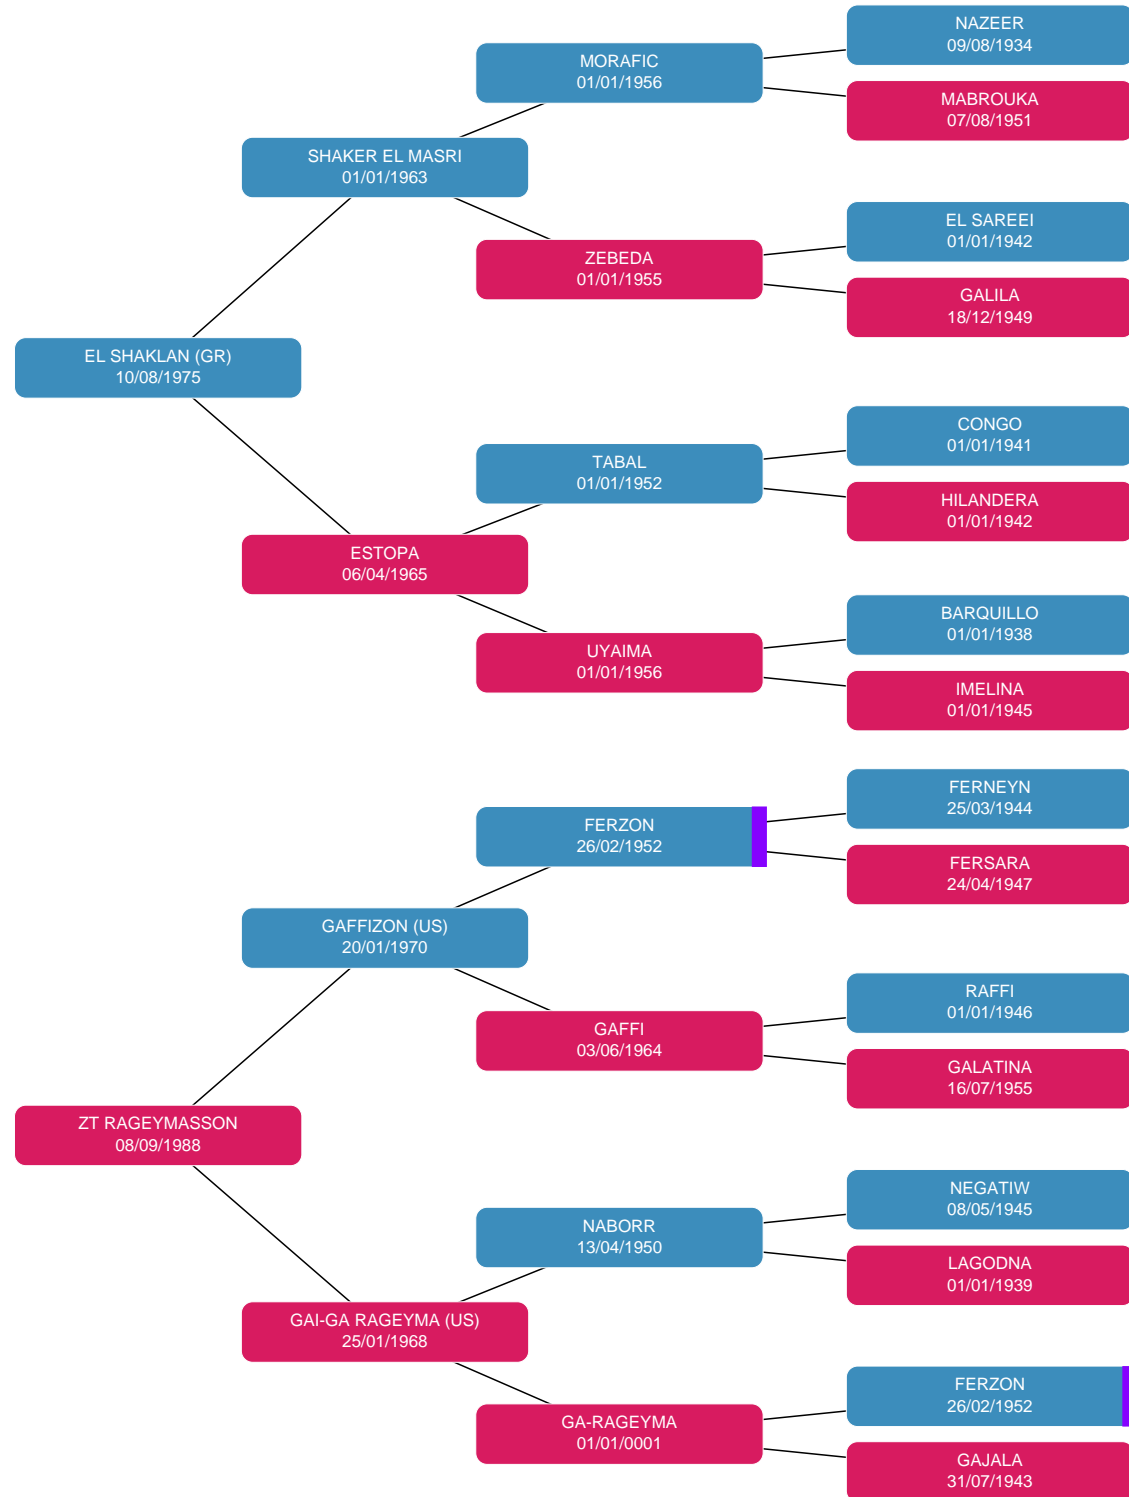 NAZEER
09/08/1934
MORAFIC
01/01/1956
MABROUKA
07/08/1951
SHAKER EL MASRI
01/01/1963
EL SAREEI
01/01/1942
ZEBEDA
01/01/1955
GALILA
18/12/1949
EL SHAKLAN (GR)
10/08/1975
CONGO
01/01/1941
TABAL
01/01/1952
HILANDERA
01/01/1942
ESTOPA
06/04/1965
BARQUILLO
01/01/1938
UYAIMA
01/01/1956
IMELINA
01/01/1945
FERNEYN
25/03/1944
FERZON
26/02/1952
FERSARA
24/04/1947
GAFFIZON (US)
20/01/1970
RAFFI
01/01/1946
GAFFI
03/06/1964
GALATINA
16/07/1955
ZT RAGEYMASSON
08/09/1988
NEGATIW
08/05/1945
NABORR
13/04/1950
LAGODNA
01/01/1939
GAI-GA RAGEYMA (US)
25/01/1968
FERZON
26/02/1952
GA-RAGEYMA
01/01/0001
GAJALA
31/07/1943